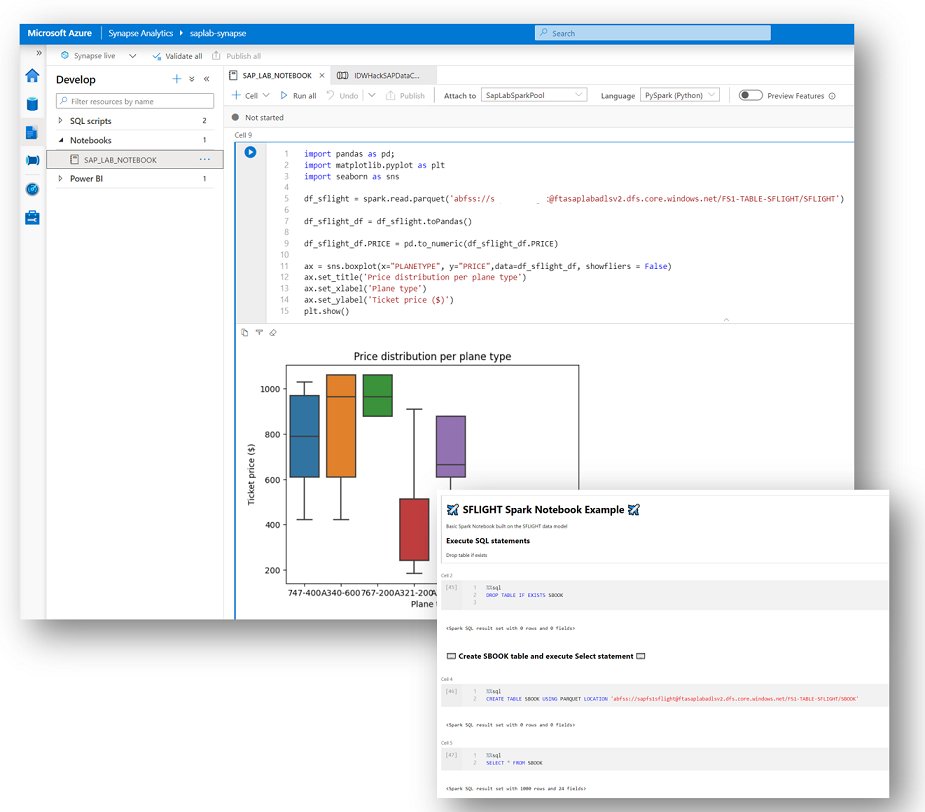 Microsoft Azure | Synapse Analytics ▸ saplab-synapse
Search
» Synapse live Validate all Publish all
Develop
Filter resources by name
SQL scripts 2
Notebooks 1
SAP_LAB_NOTEBOOK ...
Power BI 1
SAP_LAB_NOTEBOOK × IDWHackSAPDataC...
+ Cell Run all Undo Publish Attach to SapLabSparkPool Language PySpark (Python) Preview Features
Not started
Cell 9
1 import pandas as pd;
2 import matplotlib.pyplot as plt
3 import seaborn as sns
4
5 df_sflight = spark.read.parquet('abfss://s @ftasaplabadlsv2.dfs.core.windows.net/FS1-TABLE-SFLIGHT/SFLIGHT')
6
7 df_sflight_df = df_sflight.toPandas()
8
9 df_sflight_df.PRICE = pd.to_numeric(df_sflight_df.PRICE)
10
11 ax = sns.boxplot(x="PLANETYPE", y="PRICE",data=df_sflight_df, showfliers = False)
12 ax.set_title('Price distribution per plane type')
13 ax.set_xlabel('Plane type')
14 ax.set_ylabel('Ticket price ($)')
15 plt.show()
Price distribution per plane type
Ticket price ($)
1000
800
600
400
200
747-400A340-600767-200A321-200
Plane
SFLIGHT Spark Notebook Example
Basic Spark Notebook built on the SFLIGHT data model
Execute SQL statements
Drop table if exists
Cell 2
[45] 1 %%sql
2 DROP TABLE IF EXISTS SBOOK
3
<Spark SQL result set with 0 rows and 0 fields>
Create SBOOK table and execute Select statement
Cell 4
[46] 1 %%sql
2 CREATE TABLE SBOOK USING PARQUET LOCATION 'abfss://sapfs1sflight@ftasaplabadlsv2.dfs.core.windows.net/FS1-TABLE-SFLIGHT/SBOOK'
<Spark SQL result set with 0 rows and 0 fields>
Cell 5
[47] 1 %%sql
2 SELECT * FROM SBOOK
<Spark SQL result set with 1000 rows and 24 fields>